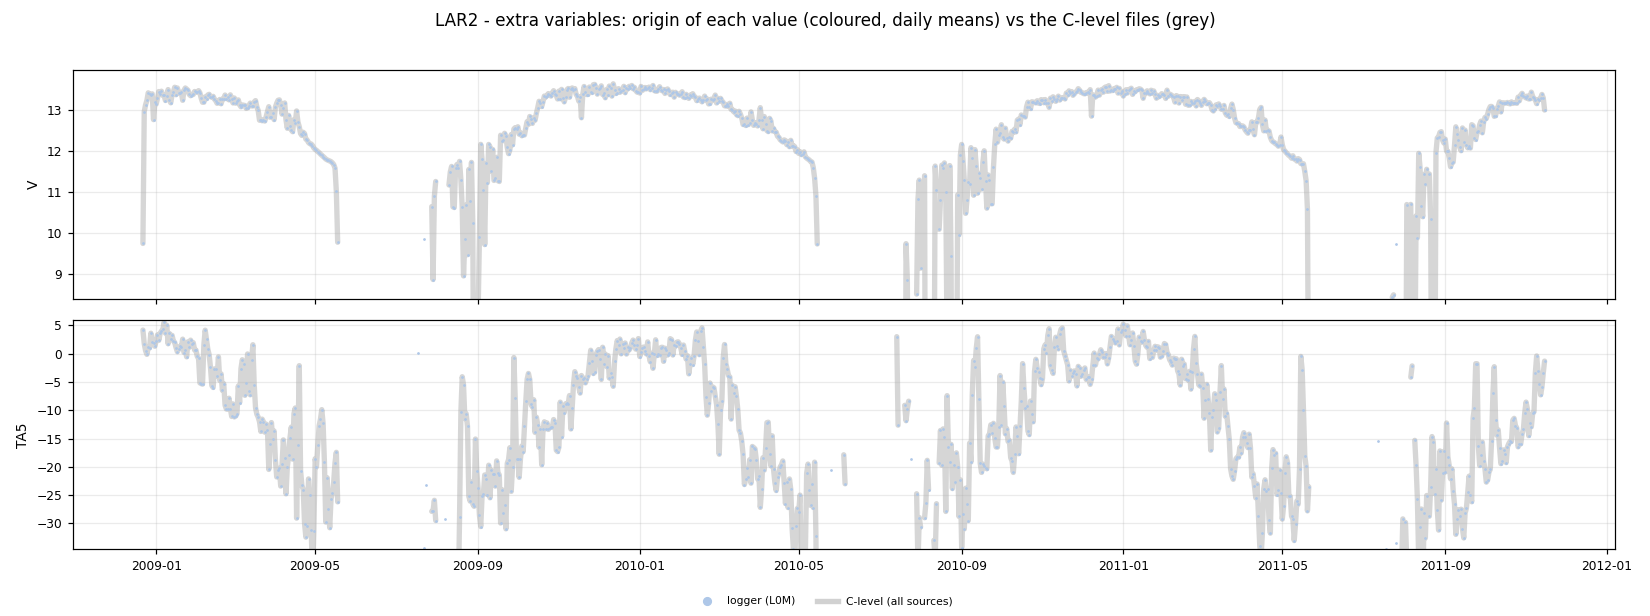 LAR2 - extra variables: origin of each value (coloured, daily means) vs the C-level files (grey)
V
13
12
11
10
9
TA5
5
0
−5
−10
−15
−20
−25
−30
2009-01 2009-05 2009-09 2010-01 2010-05 2010-09 2011-01 2011-05 2011-09 2012-01
logger (L0M) C-level (all sources)